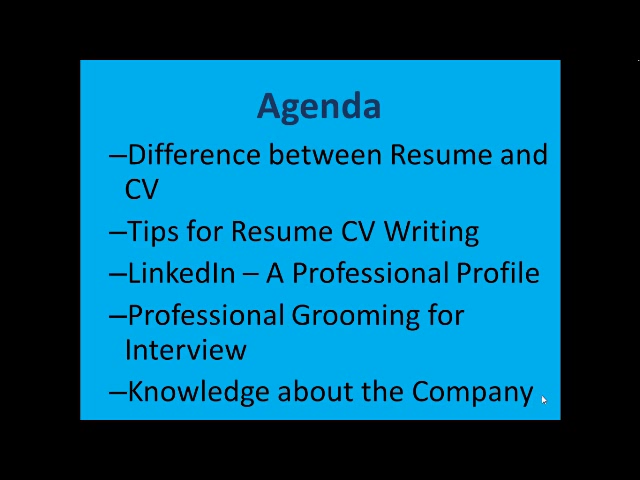 Agenda
–Difference between Resume and
CV
–Tips for Resume CV Writing
–LinkedIn – A Professional Profile
–Professional Grooming for
Interview
–Knowledge about the Company